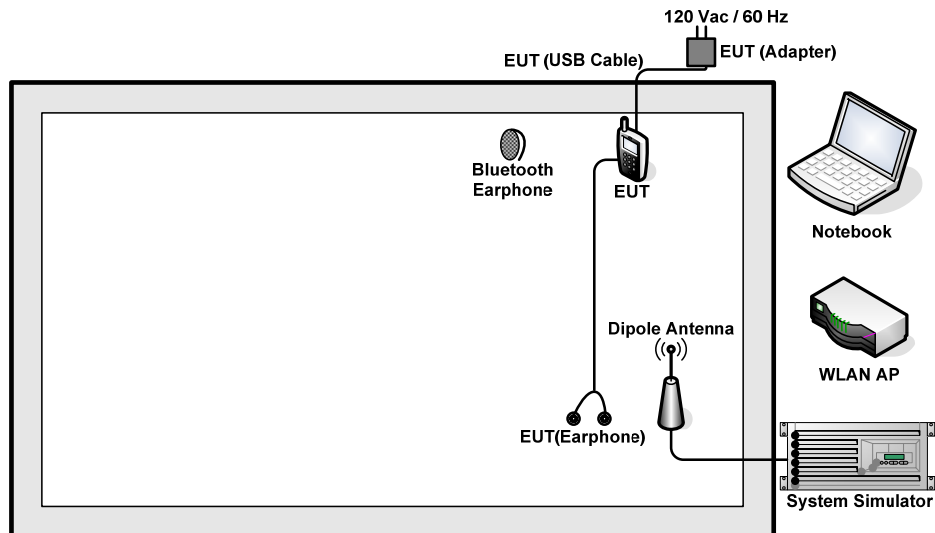 120 Vac / 60 Hz
EUT (USB Cable)
EUT (Adapter)
Bluetooth
Earphone
EUT
Notebook
Dipole Antenna
WLAN AP
EUT(Earphone)
System Simulator